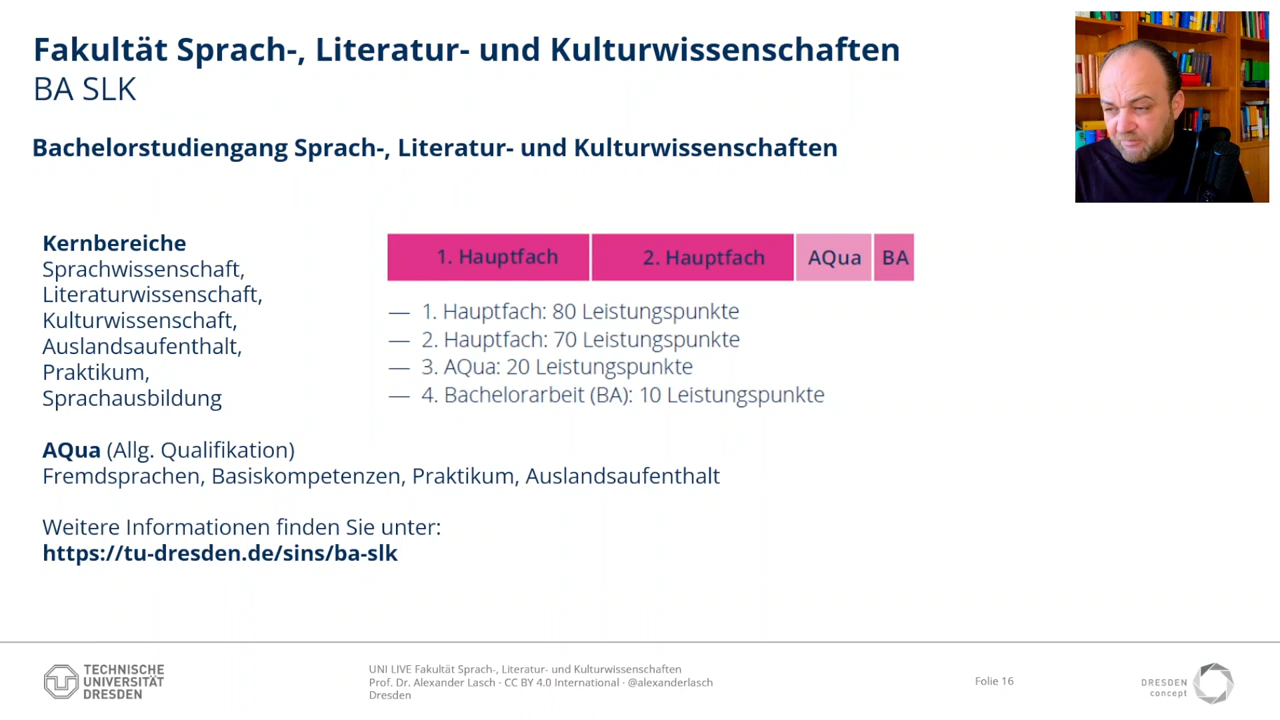 Fakultät Sprach-, Literatur- und Kulturwissenschaften
BA SLK
Bachelorstudiengang Sprach-, Literatur- und Kulturwissenschaften
Kernbereiche
Sprachwissenschaft,
Literaturwissenschaft,
Kulturwissenschaft,
Auslandsaufenthalt,
Praktikum,
Sprachausbildung
1. Hauptfach
2. Hauptfach
AQua
BA
— 1. Hauptfach: 80 Leistungspunkte
— 2. Hauptfach: 70 Leistungspunkte
— 3. AQua: 20 Leistungspunkte
— 4. Bachelorarbeit (BA): 10 Leistungspunkte
AQua (Allg. Qualifikation)
Fremdsprachen, Basiskompetenzen, Praktikum, Auslandsaufenthalt
Weitere Informationen finden Sie unter:
https://tu-dresden.de/sins/ba-slk
TECHNISCHE
UNIVERSITÄT
DRESDEN
UNI LIVE Fakultät Sprach-, Literatur- und Kulturwissenschaften
Prof. Dr. Alexander Lasch · CC BY 4.0 International · @alexanderlasch
Dresden
Folie 16
DRESDEN
concept